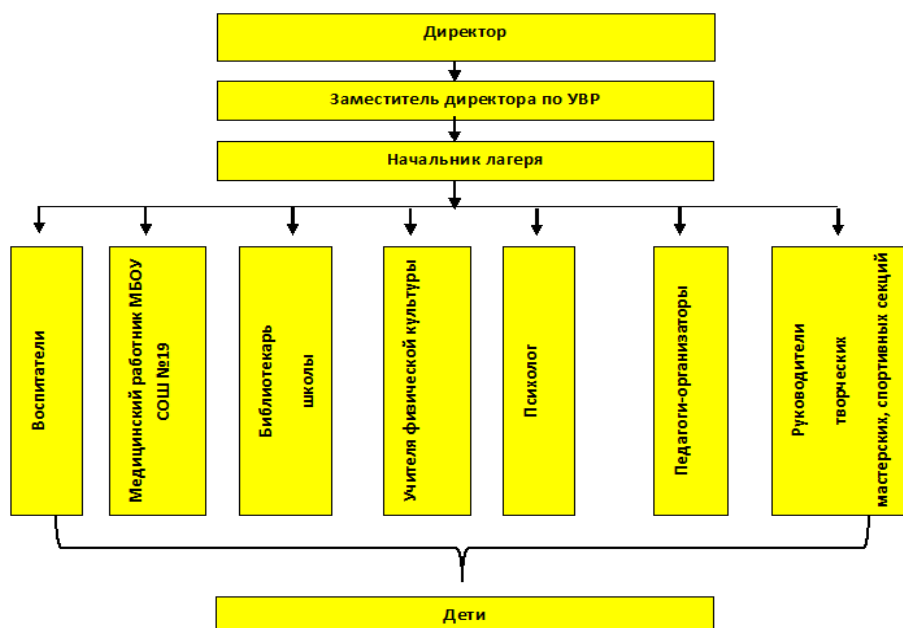 Директор
Заместитель директора по УВР
Начальник лагеря
Воспитатели
Медицинский работник МБОУ
СОШ №19
Библиотекарь
школы
Учителя физической культуры
Психолог
Педагоги-организаторы
Руководители
творческих
мастерских, спортивных секций
Дети